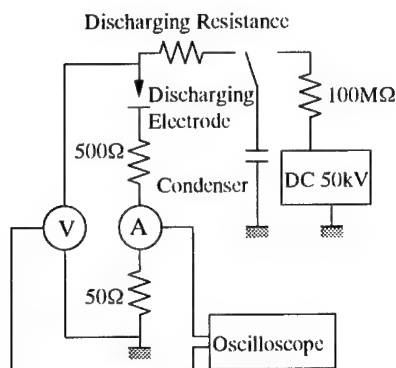 Discharging Resistance
Discharging
Electrode
100MΩ
500Ω
Condenser
DC 50kV
V
A
50Ω
Oscilloscope